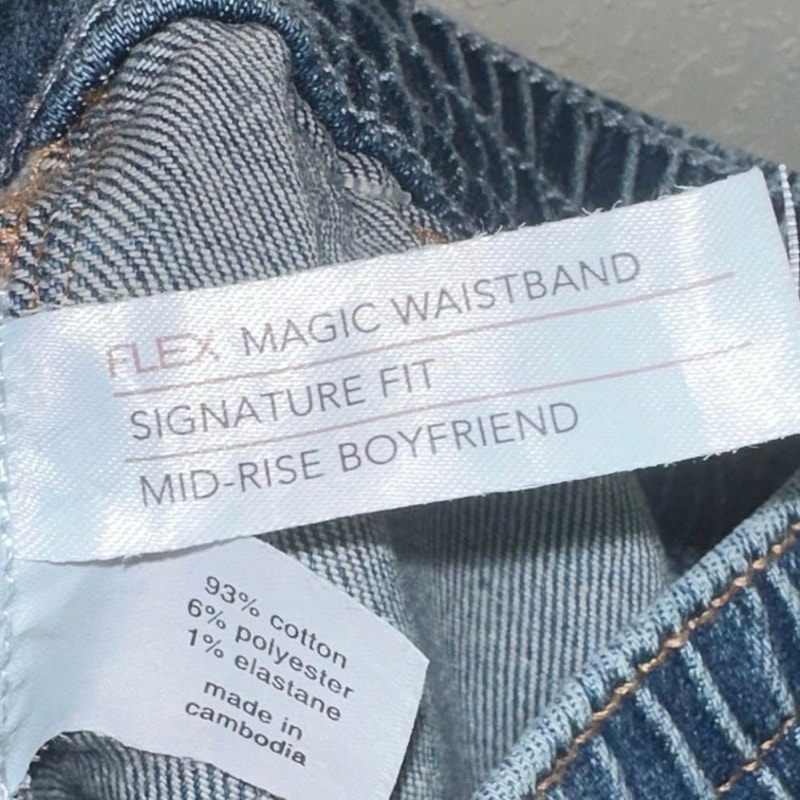 FLEX MAGIC WAISTBAND
SIGNATURE FIT
MID-RISE BOYFRIEND
93% cotton
6% polyester
1% elastane
made in
cambodia